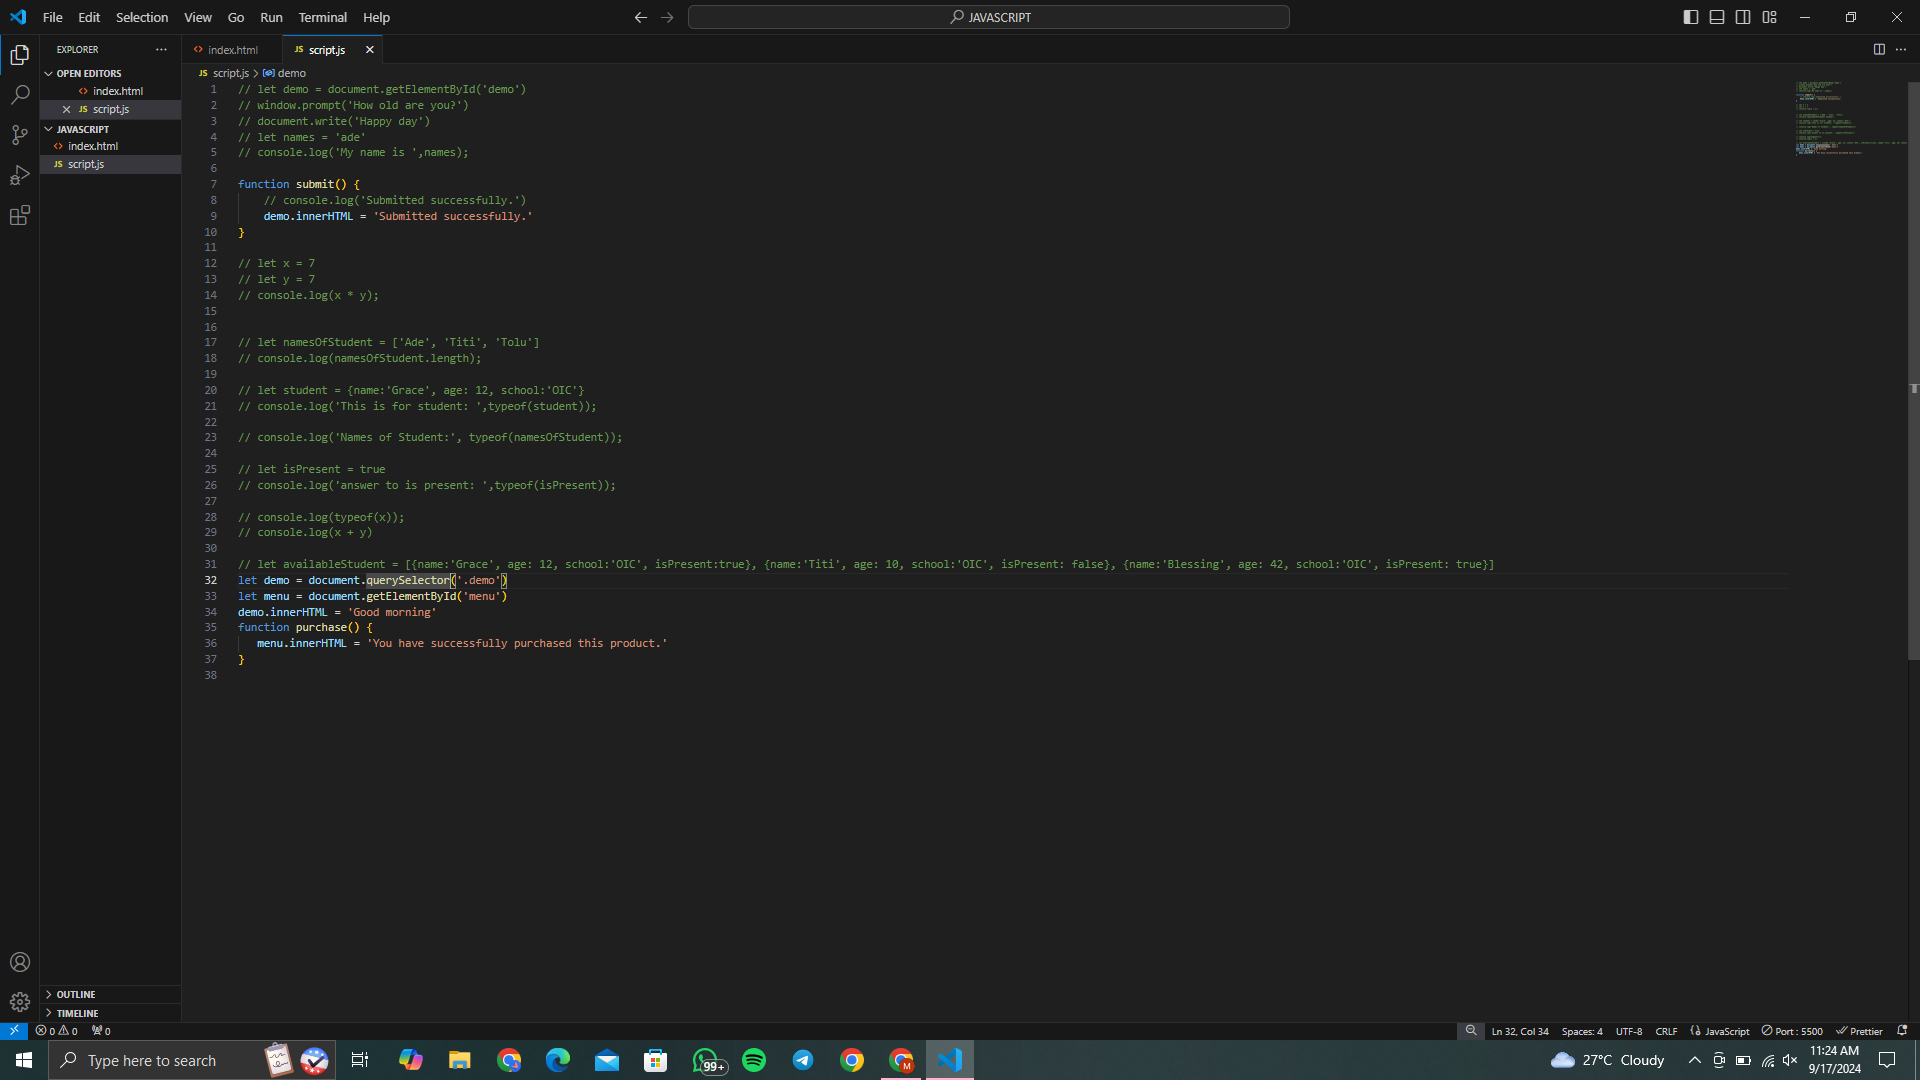 File Edit Selection View Go Run Terminal Help
JAVASCRIPT
EXPLORER
OPEN EDITORS
index.html
script.js
JAVASCRIPT
index.html
script.js
OUTLINE
TIMELINE
index.html
JS script.js
JS script.js > demo
1 // let demo = document.getElementById('demo')
2 // window.prompt('How old are you?')
3 // document.write('Happy day')
4 // let names = 'ade'
5 // console.log('My name is ',names);
6
7 function submit() {
8 // console.log('Submitted successfully.')
9 demo.innerHTML = 'Submitted successfully.'
10 }
11
12 // let x = 7
13 // let y = 7
14 // console.log(x * y);
15
16
17 // let namesOfStudent = ['Ade', 'Titi', 'Tolu']
18 // console.log(namesOfStudent.length);
19
20 // let student = {name:'Grace', age: 12, school:'OIC'}
21 // console.log('This is for student: ',typeof(student));
22
23 // console.log('Names of Student:', typeof(namesOfStudent));
24
25 // let isPresent = true
26 // console.log('answer to is present: ',typeof(isPresent));
27
28 // console.log(typeof(x));
29 // console.log(x + y)
30
31 // let availableStudent = [{name:'Grace', age: 12, school:'OIC', isPresent:true}, {name:'Titi', age: 10, school:'OIC', isPresent: false}, {name:'Blessing', age: 42, school:'OIC', isPresent: true}]
32 let demo = document.querySelector('.demo')
33 let menu = document.getElementById('menu')
34 demo.innerHTML = 'Good morning'
35 function purchase() {
36 menu.innerHTML = 'You have successfully purchased this product.'
37 }
38
0 0 0
Ln 32, Col 34 Spaces: 4 UTF-8 CRLF JavaScript Port : 5500 Prettier
Type here to search
99+
M
27°C Cloudy
11:24 AM
9/17/2024